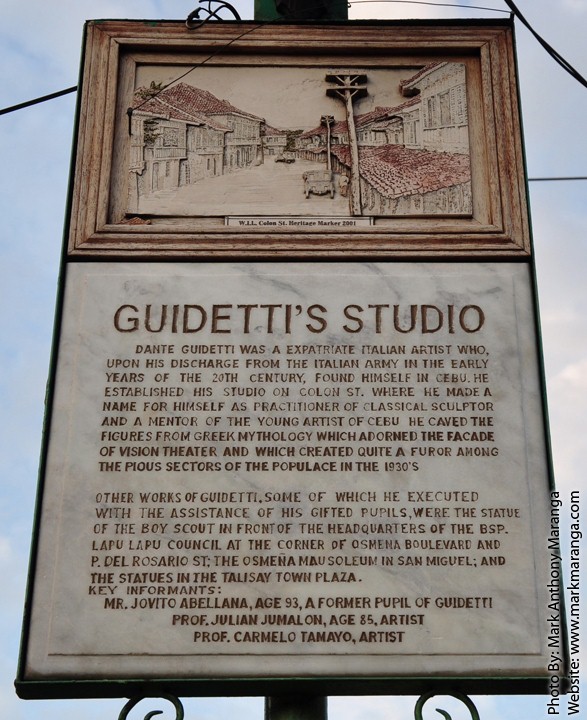 W.I.L. Colon St. Heritage Marker 2001
GUIDETTI'S STUDIO
DANTE GUIDETTI WAS A EXPATRIATE ITALIAN ARTIST WHO,
UPON HIS DISCHARGE FROM THE ITALIAN ARMY IN THE EARLY
YEARS OF THE 20TH CENTURY, FOUND HIMSELF IN CEBU. HE
ESTABLISHED HIS STUDIO ON COLON ST. WHERE HE MADE A
NAME FOR HIMSELF AS PRACTITIONER OF CLASSICAL SCULPTOR
AND A MENTOR OF THE YOUNG ARTIST OF CEBU HE CAVED THE
FIGURES FROM GREEK MYTHOLOGY WHICH ADORNED THE FACADE
OF VISION THEATER AND WHICH CREATED QUITE A FUROR AMONG
THE PIOUS SECTORS OF THE POPULACE IN THE 1930'S
OTHER WORKS OF GUIDETTI, SOME OF WHICH HE EXECUTED
WITH THE ASSISTANCE OF HIS GIFTED PUPILS, WERE THE STATUE
OF THE BOY SCOUT IN FRONT OF THE HEADQUARTERS OF THE BSP.
LAPU LAPU COUNCIL AT THE CORNER OF OSMEÑA BOULEVARD AND
P. DEL ROSARIO ST; THE OSMEÑA MAUSOLEUM IN SAN MIGUEL; AND
THE STATUES IN THE TALISAY TOWN PLAZA.
KEY INFORMANTS:
MR. JOVITO ABELLANA, AGE 93, A FORMER PUPIL OF GUIDETTI
PROF. JULIAN JUMALON, AGE 85, ARTIST
PROF. CARMELO TAMAYO, ARTIST
Photo By: Mark Anthony Maranga
Website: www.markmaranga.com